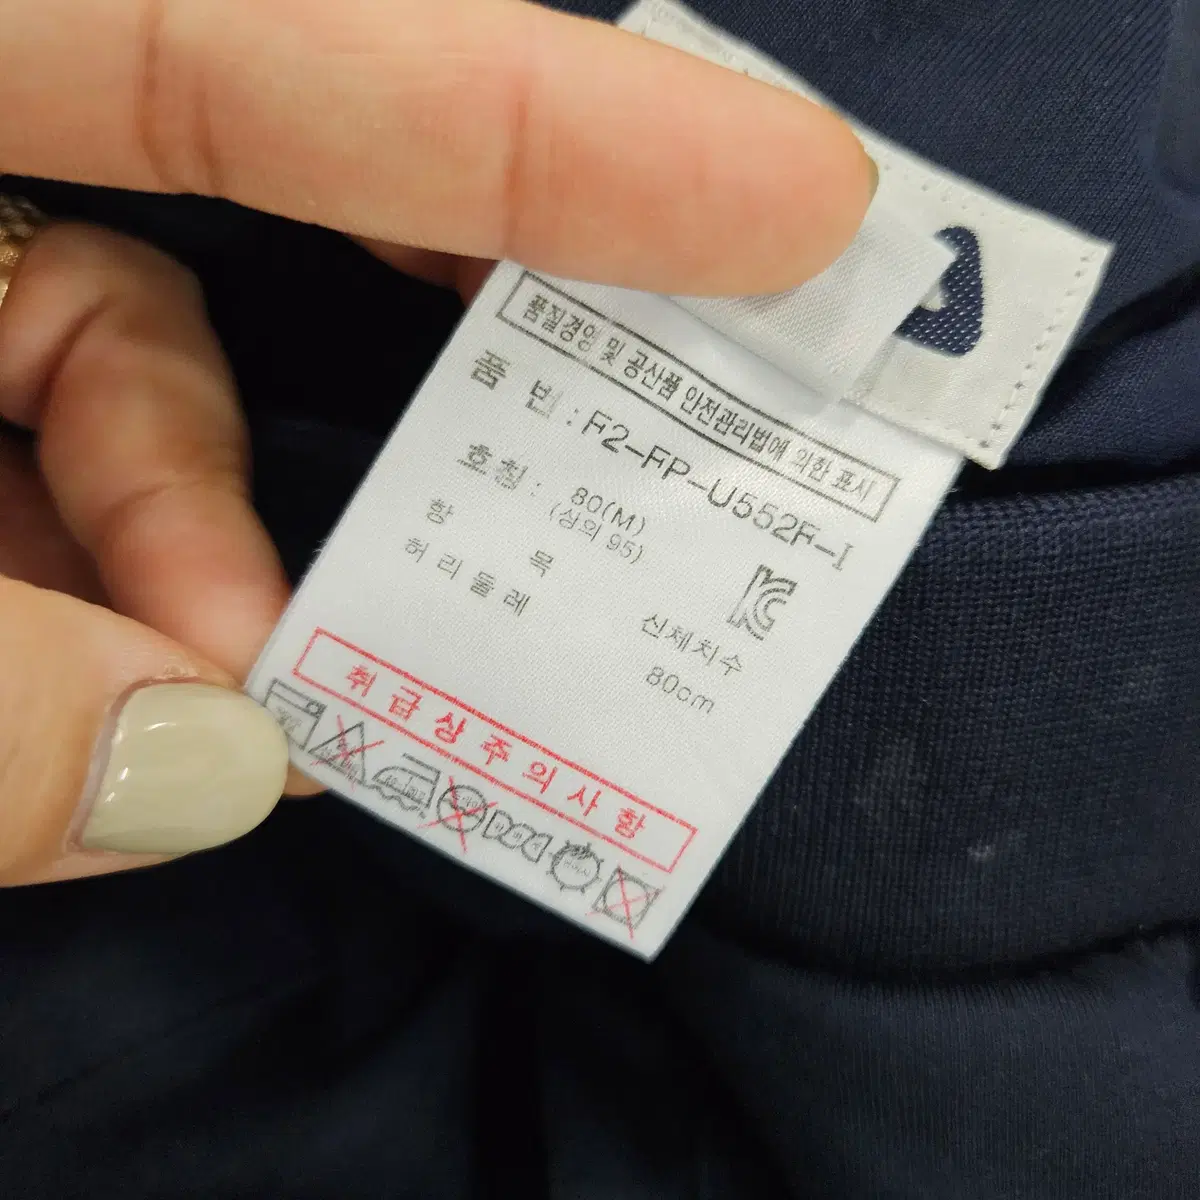 품질경영 및 공산품 안전관리법에 의한 표시
품 번 : F2-FP-U552F-I
호칭 : 80(M)
(상의 95)
항 목 신체치수
허리둘레 80cm
취급상주의사항